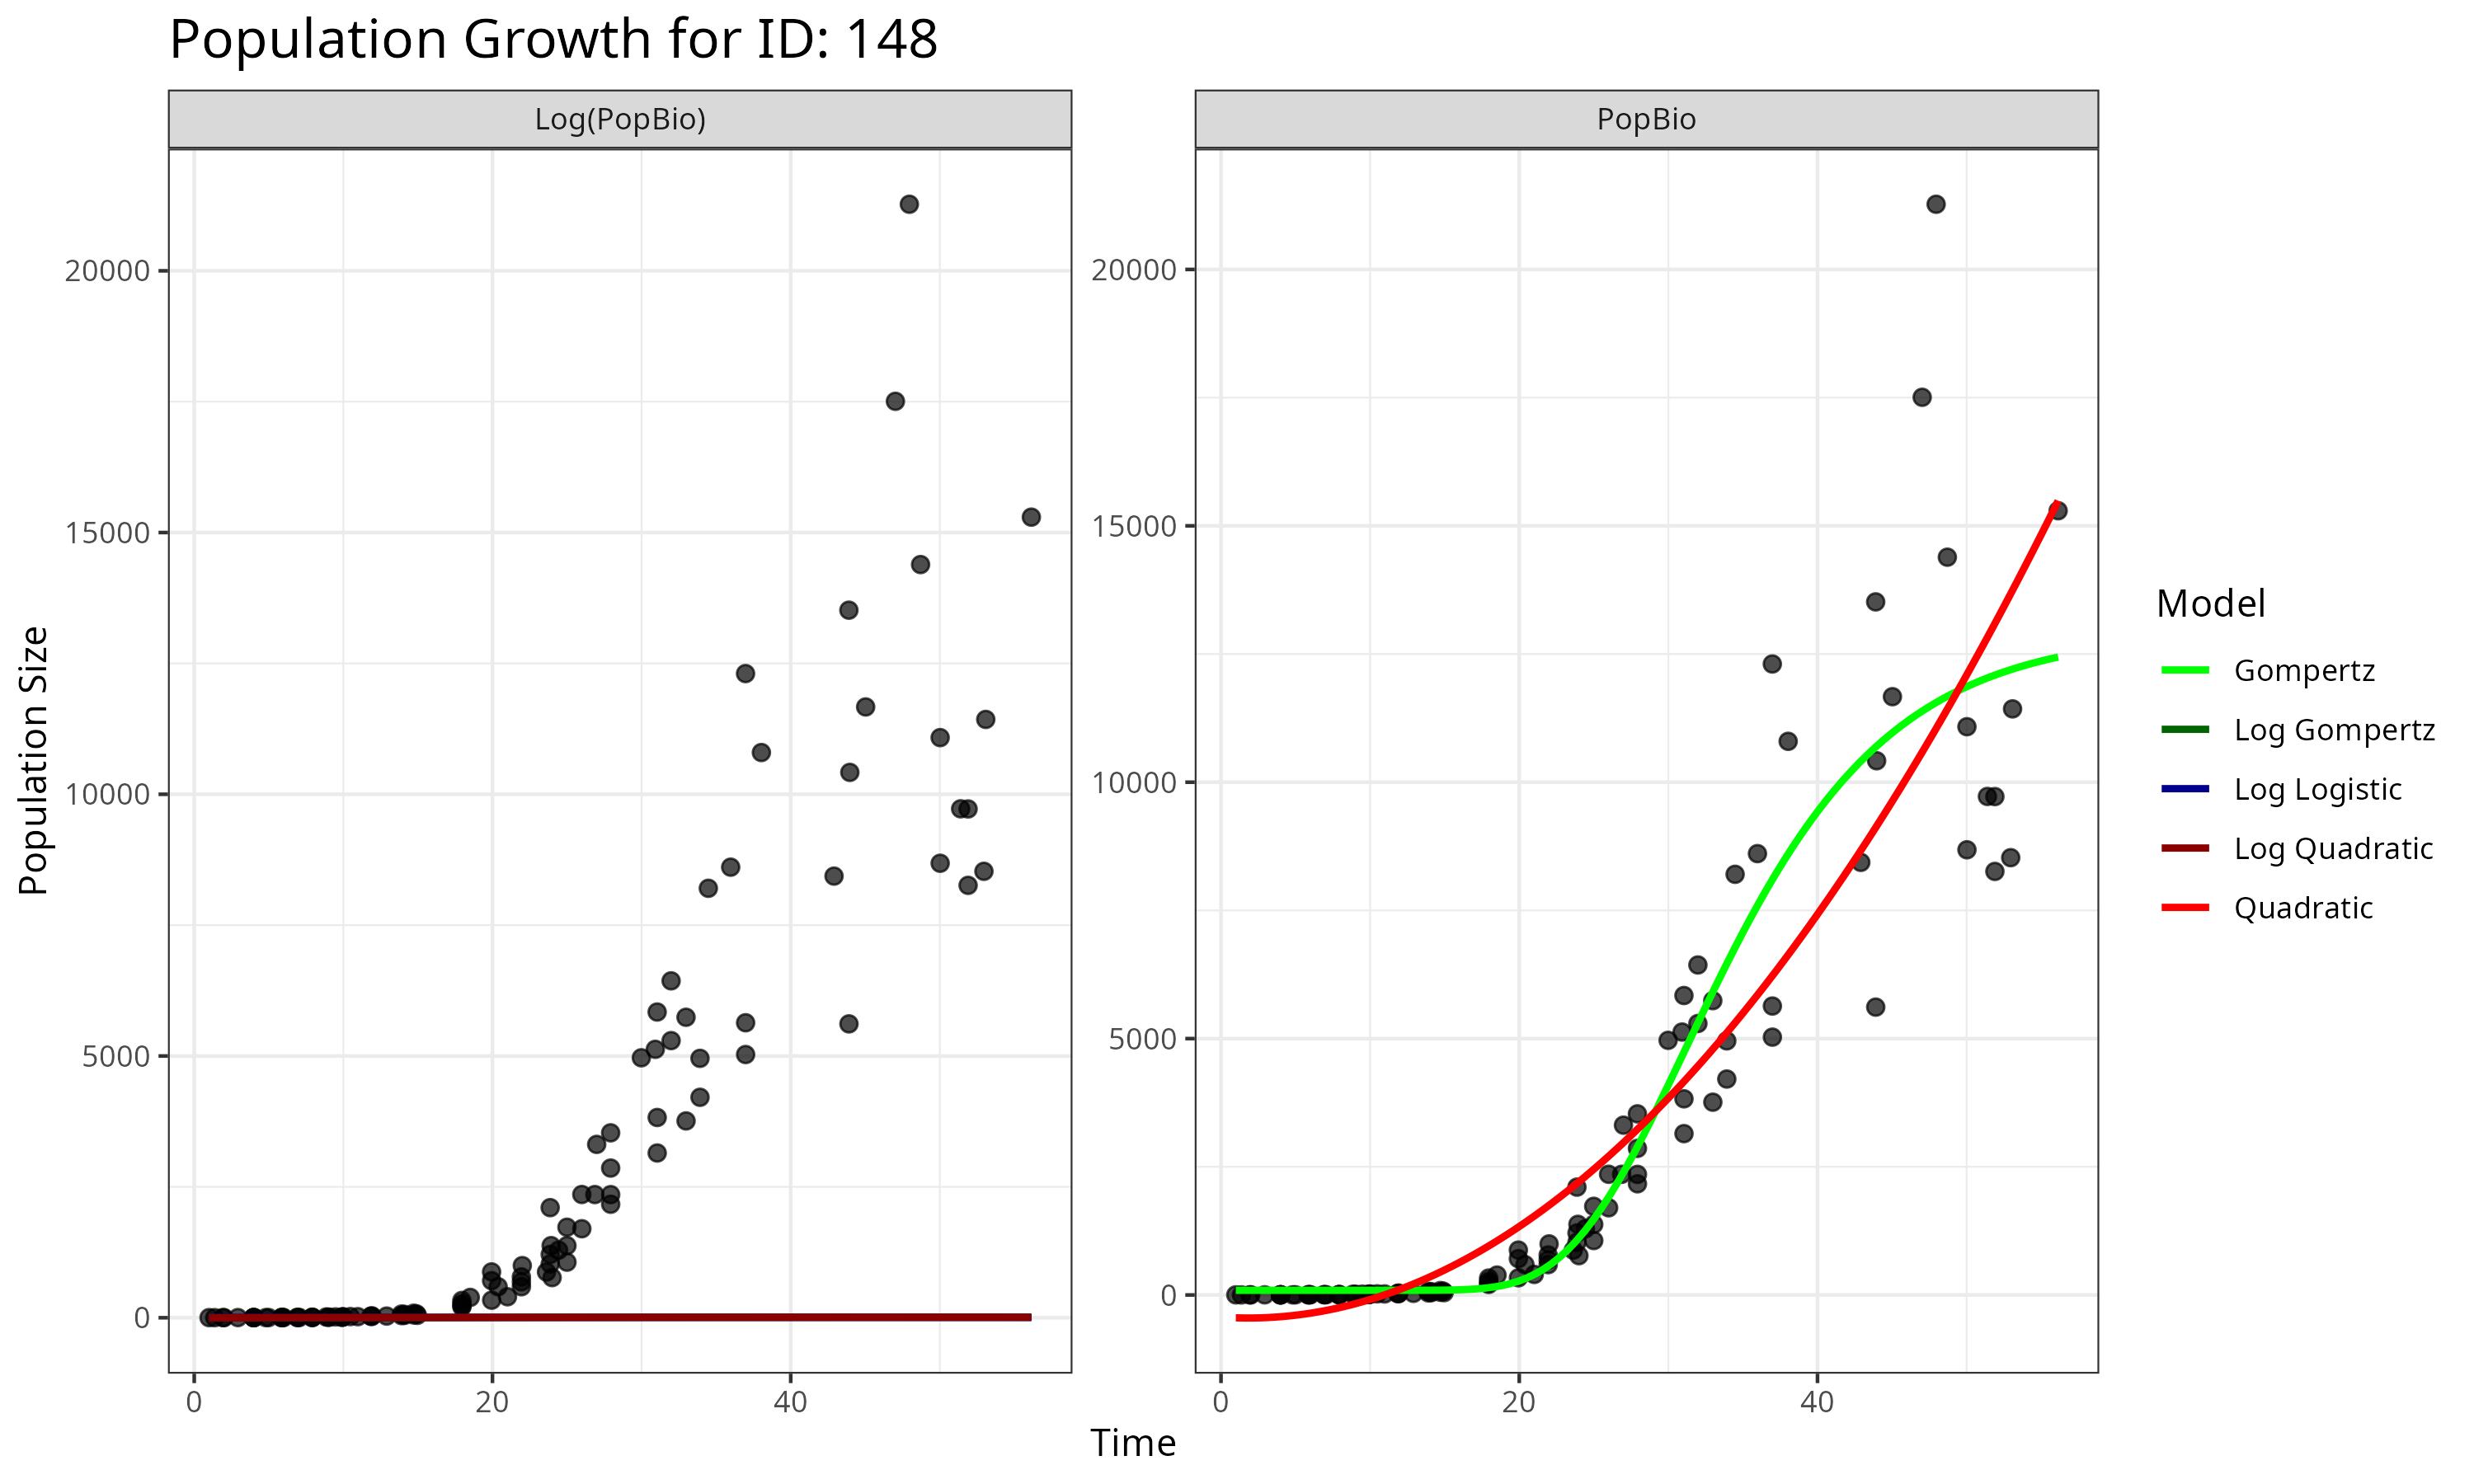 Population Growth for ID: 148
Log(PopBio)
PopBio
Population Size
20000
15000
10000
5000
0
0
20
40
20000
15000
10000
5000
0
0
20
40
Time
Model
Gompertz
Log Gompertz
Log Logistic
Log Quadratic
Quadratic